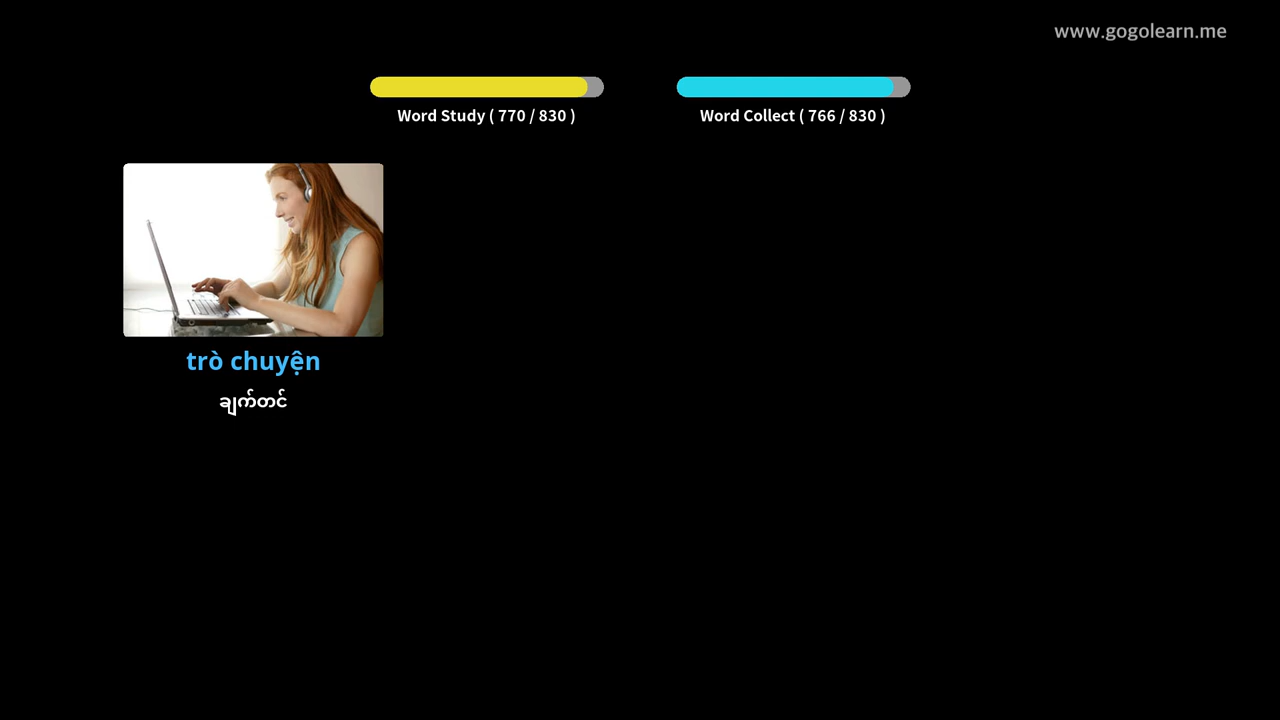 www.gogolearn.me
Word Study ( 770 / 830 )
Word Collect ( 766 / 830 )
trò chuyện
ချက်တင်